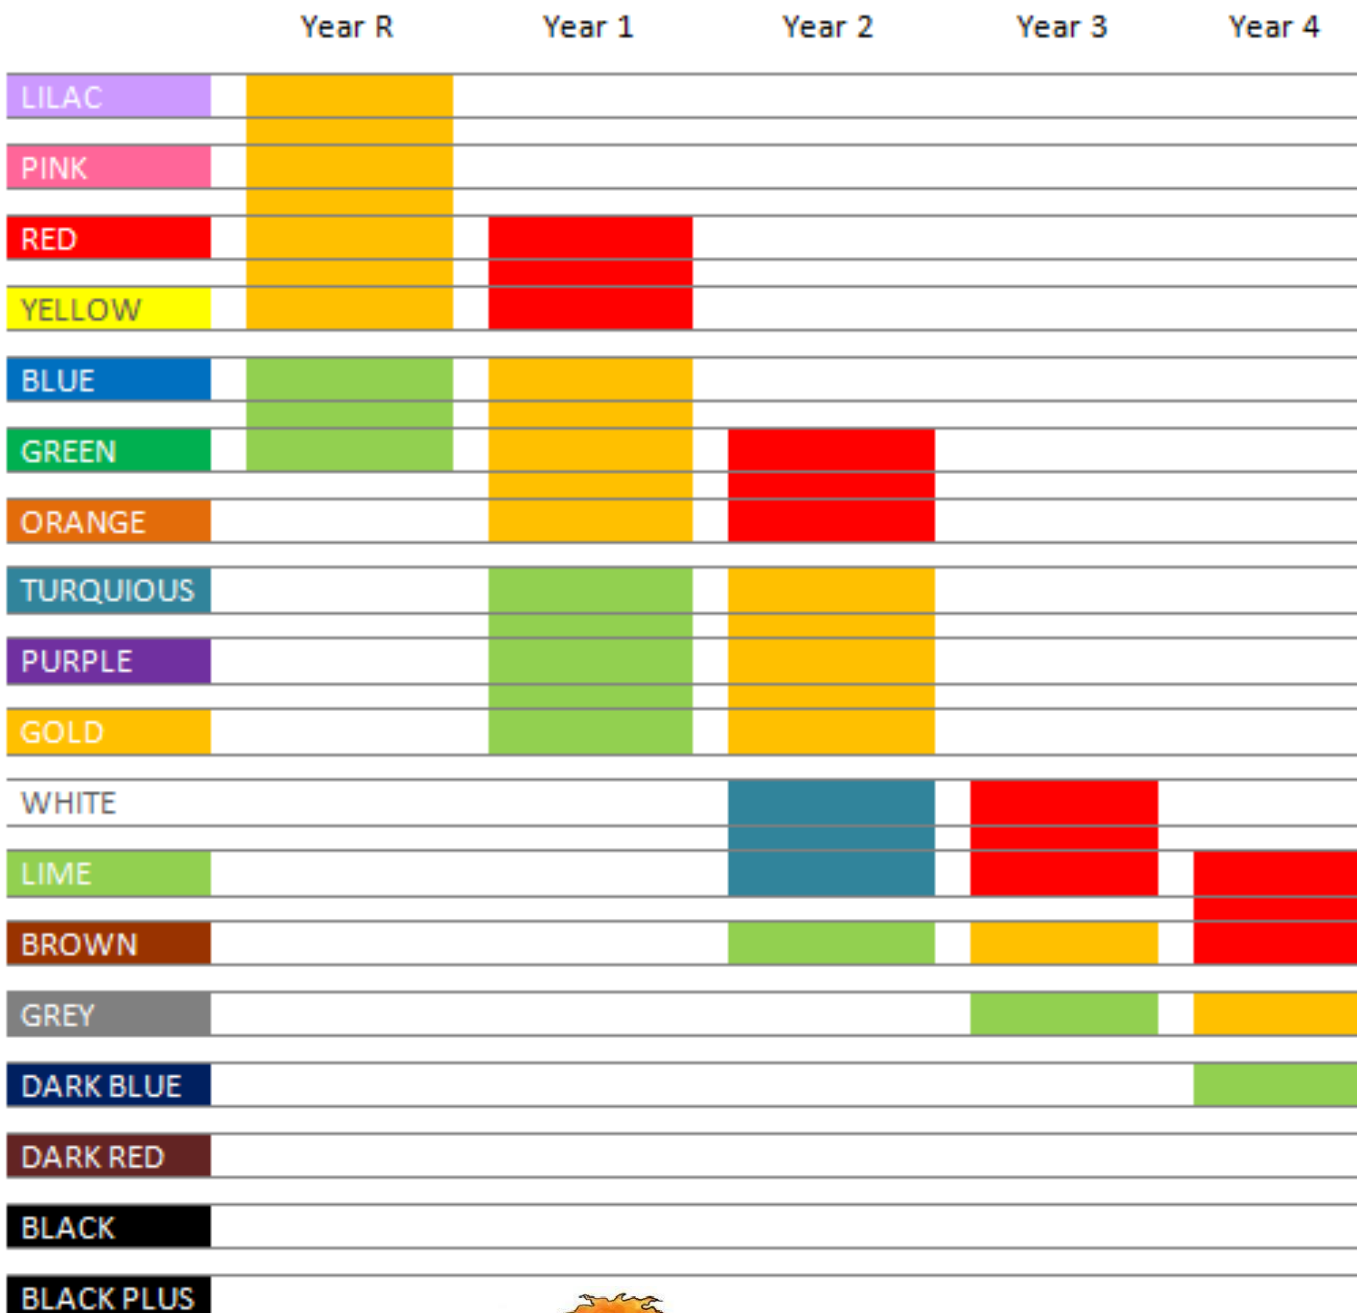 Year R Year 1 Year 2 Year 3 Year 4
LILAC
PINK
RED
YELLOW
BLUE
GREEN
ORANGE
TURQUIOUS
PURPLE
GOLD
WHITE
LIME
BROWN
GREY
DARK BLUE
DARK RED
BLACK
BLACK PLUS